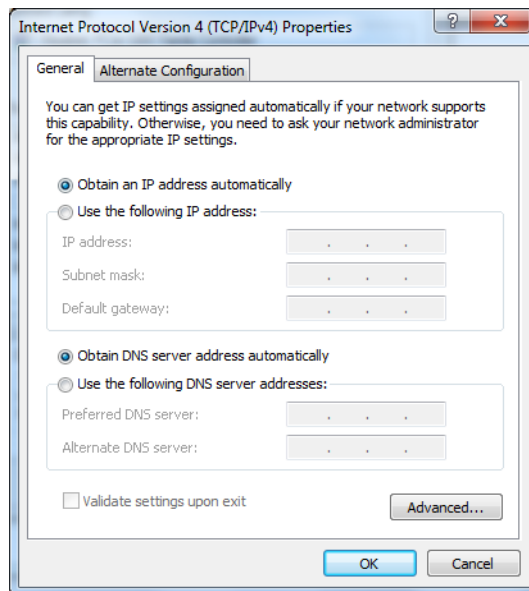 Internet Protocol Version 4 (TCP/IPv4) Properties
General
Alternate Configuration
You can get IP settings assigned automatically if your network supports
this capability. Otherwise, you need to ask your network administrator
for the appropriate IP settings.
Obtain an IP address automatically
Use the following IP address:
IP address:
Subnet mask:
Default gateway:
Obtain DNS server address automatically
Use the following DNS server addresses:
Preferred DNS server:
Alternate DNS server:
Validate settings upon exit
Advanced...
OK
Cancel